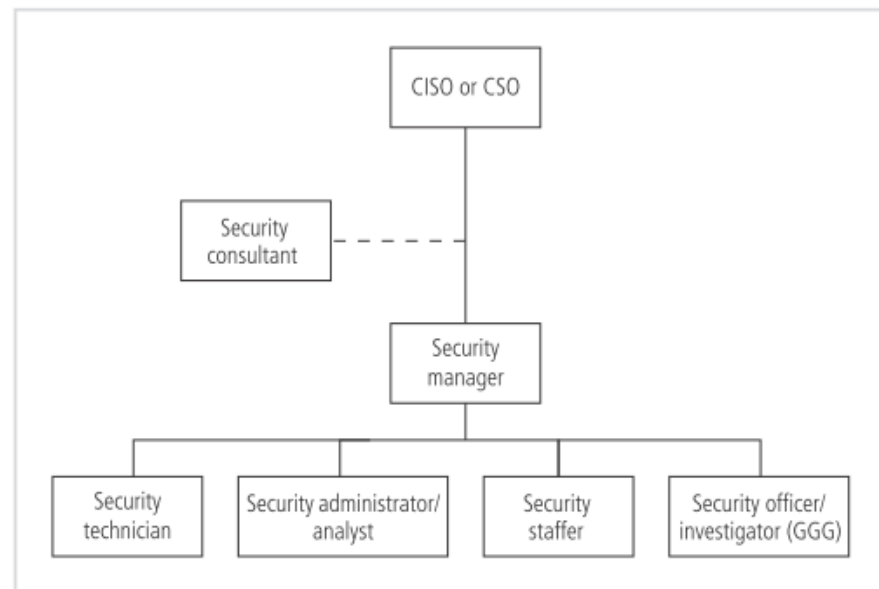 CISO or CSO
Security
consultant
Security
manager
Security
technician
Security administrator/
analyst
Security
staffer
Security officer/
investigator (GGG)